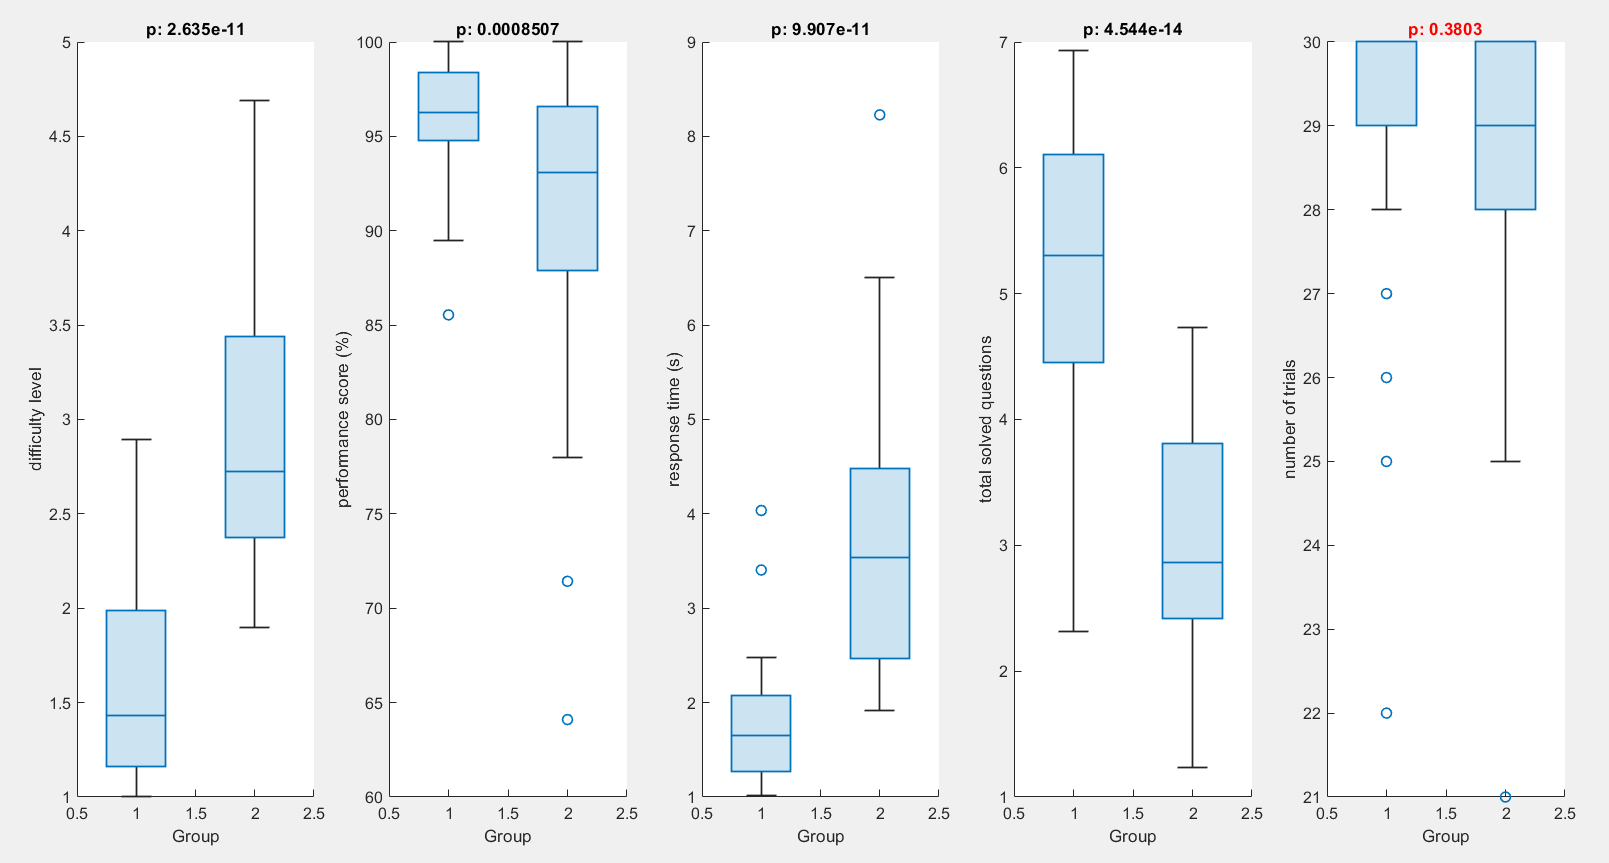 p: 2.635e-11
5
4.5
4
3.5
3
2.5
2
1.5
1
difficulty level
0.5 1 1.5 2 2.5
Group
p: 0.0008507
100
95
90
85
80
75
70
65
60
performance score (%)
0.5 1 1.5 2 2.5
Group
p: 9.907e-11
9
8
7
6
5
4
3
2
1
response time (s)
0.5 1 1.5 2 2.5
Group
p: 4.544e-14
7
6
5
4
3
2
1
total solved questions
0.5 1 1.5 2 2.5
Group
p: 0.3803
30
29
28
27
26
25
24
23
22
21
number of trials
0.5 1 1.5 2 2.5
Group